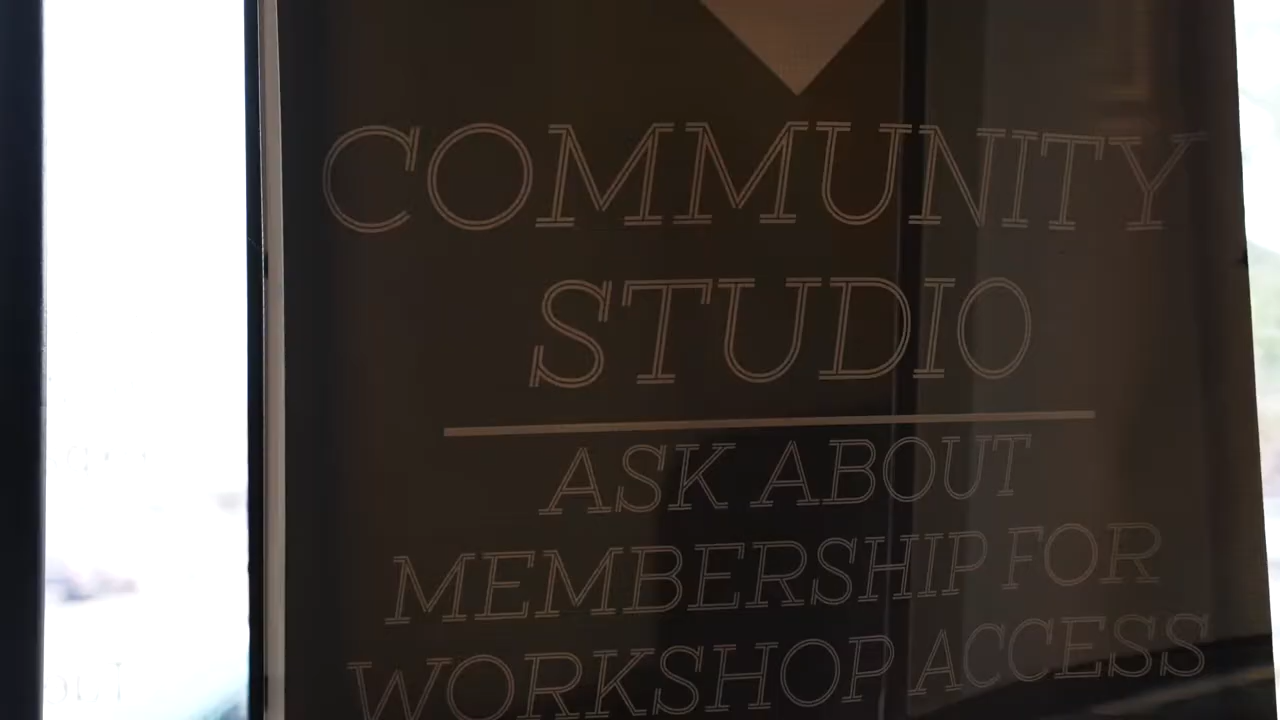 COMMUNITY
STUDIO
ASK ABOUT
MEMBERSHIP FOR
WORKSHOP ACCESS